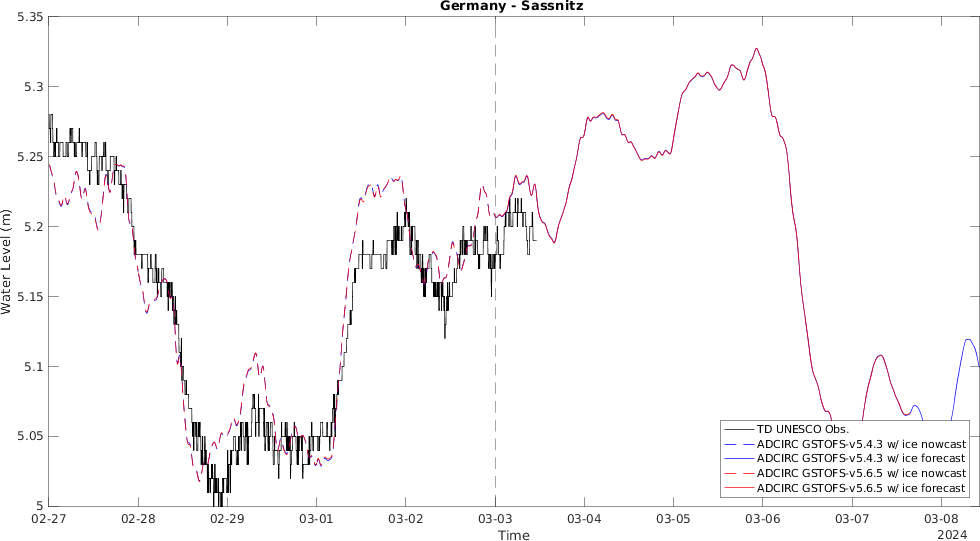 Germany - Sassnitz
5.35
5.3
5.25
5.2
5.15
5.1
5.05
5
Water Level (m)
02-27 02-28 02-29 03-01 03-02 03-03 03-04 03-05 03-06 03-07 03-08
Time
2024
TD UNESCO Obs.
ADCIRC GSTOFS-v5.4.3 w/ ice nowcast
ADCIRC GSTOFS-v5.4.3 w/ ice forecast
ADCIRC GSTOFS-v5.6.5 w/ ice nowcast
ADCIRC GSTOFS-v5.6.5 w/ ice forecast